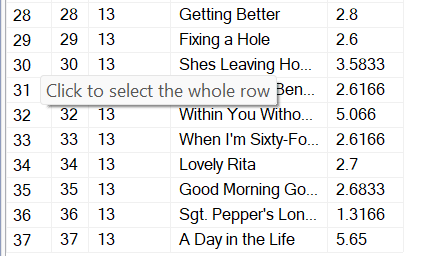 28 28 13 Getting Better 2.8
29 29 13 Fixing a Hole 2.6
30 30 13 Shes Leaving Ho... 3.5833
31 Click to select the whole row Ben... 2.6166
32 32 13 Within You Witho... 5.066
33 33 13 When I'm Sixty-Fo... 2.6166
34 34 13 Lovely Rita 2.7
35 35 13 Good Morning Go... 2.6833
36 36 13 Sgt. Pepper's Lon... 1.3166
37 37 13 A Day in the Life 5.65